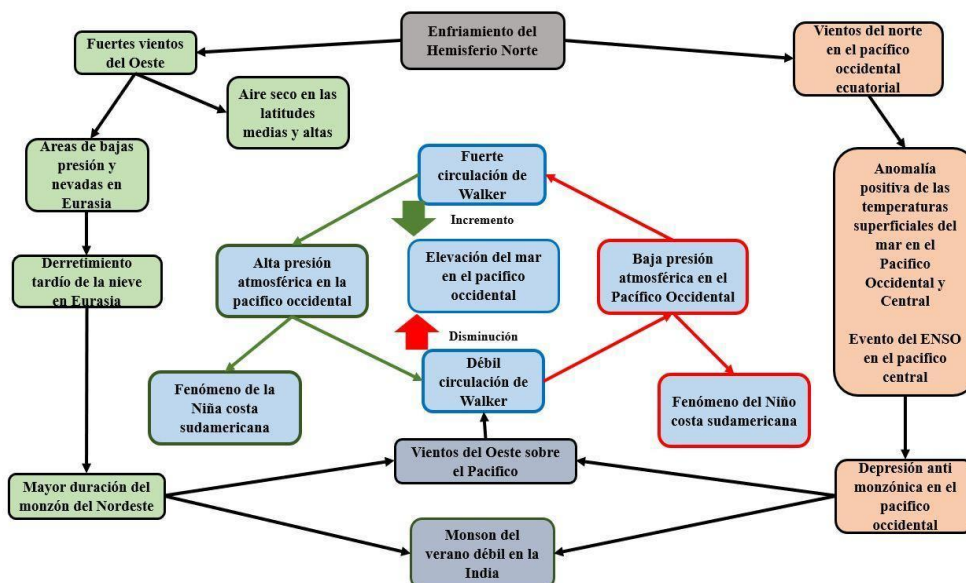 Enfriamiento del
Hemisferio Norte
Fuertes vientos
del Oeste
Vientos del norte
en el pacífico
occidental
ecuatorial
Aire seco en las
latitudes
medias y altas
Areas de bajas
presión y
nevadas en
Eurasia
Fuerte
circulación de
Walker
Incremento
Anomalía
positiva de las
temperaturas
superficiales del
mar en el
Pacifico
Occidental y
Central
Evento del ENSO
en el pacifico
central
Derretimiento
tardío de la nieve
en Eurasia
Alta presión
atmosférica en la
pacífico occidental
Elevación del mar
en el pacifico
occidental
Baja presión
atmosférica en el
Pacífico Occidental
Disminución
Débil
circulación de
Walker
Fenómeno de la
Niña costa
sudamericana
Fenómeno del Niño
costa sudamericana
Vientos del Oeste sobre
el Pacifico
Mayor duración del
monzón del Nordeste
Depresión anti
monzónica en el
pacifico
occidental
Monson del
verano débil en la
India